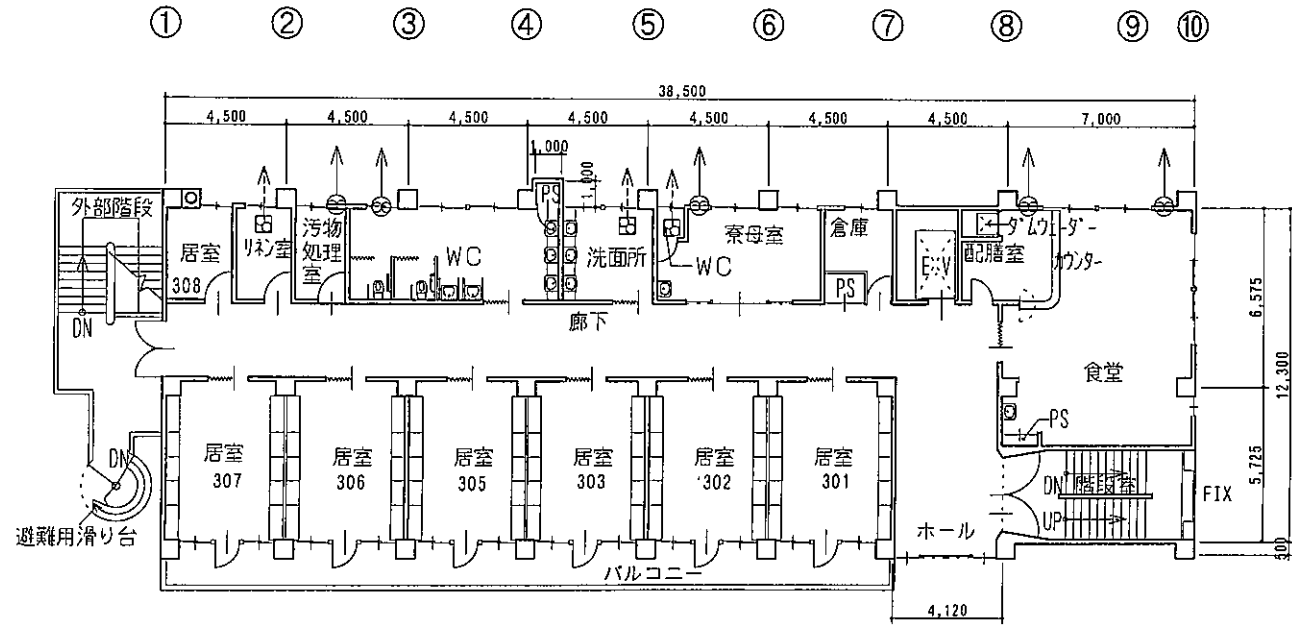 ① ② ③ ④ ⑤ ⑥ ⑦ ⑧ ⑨ ⑩
38,500
4,500 4,500 4,500 4,500 4,500 4,500 4,500 7,000
1,000
1,000
外部階段
居室
308
リネン室
汚物
処理
室
WC
PS
洗面所
WC
寮母室
倉庫
PS
EV
ダムウェーダー
配膳室
カウンター
DN
廊下
食堂
6,575
12,300
5,725
300
PS
居室
307
居室
306
居室
305
居室
303
居室
302
居室
301
DN
避難用滑り台
DN 階段室
UP
FIX
ホール
バルコニー
4,120